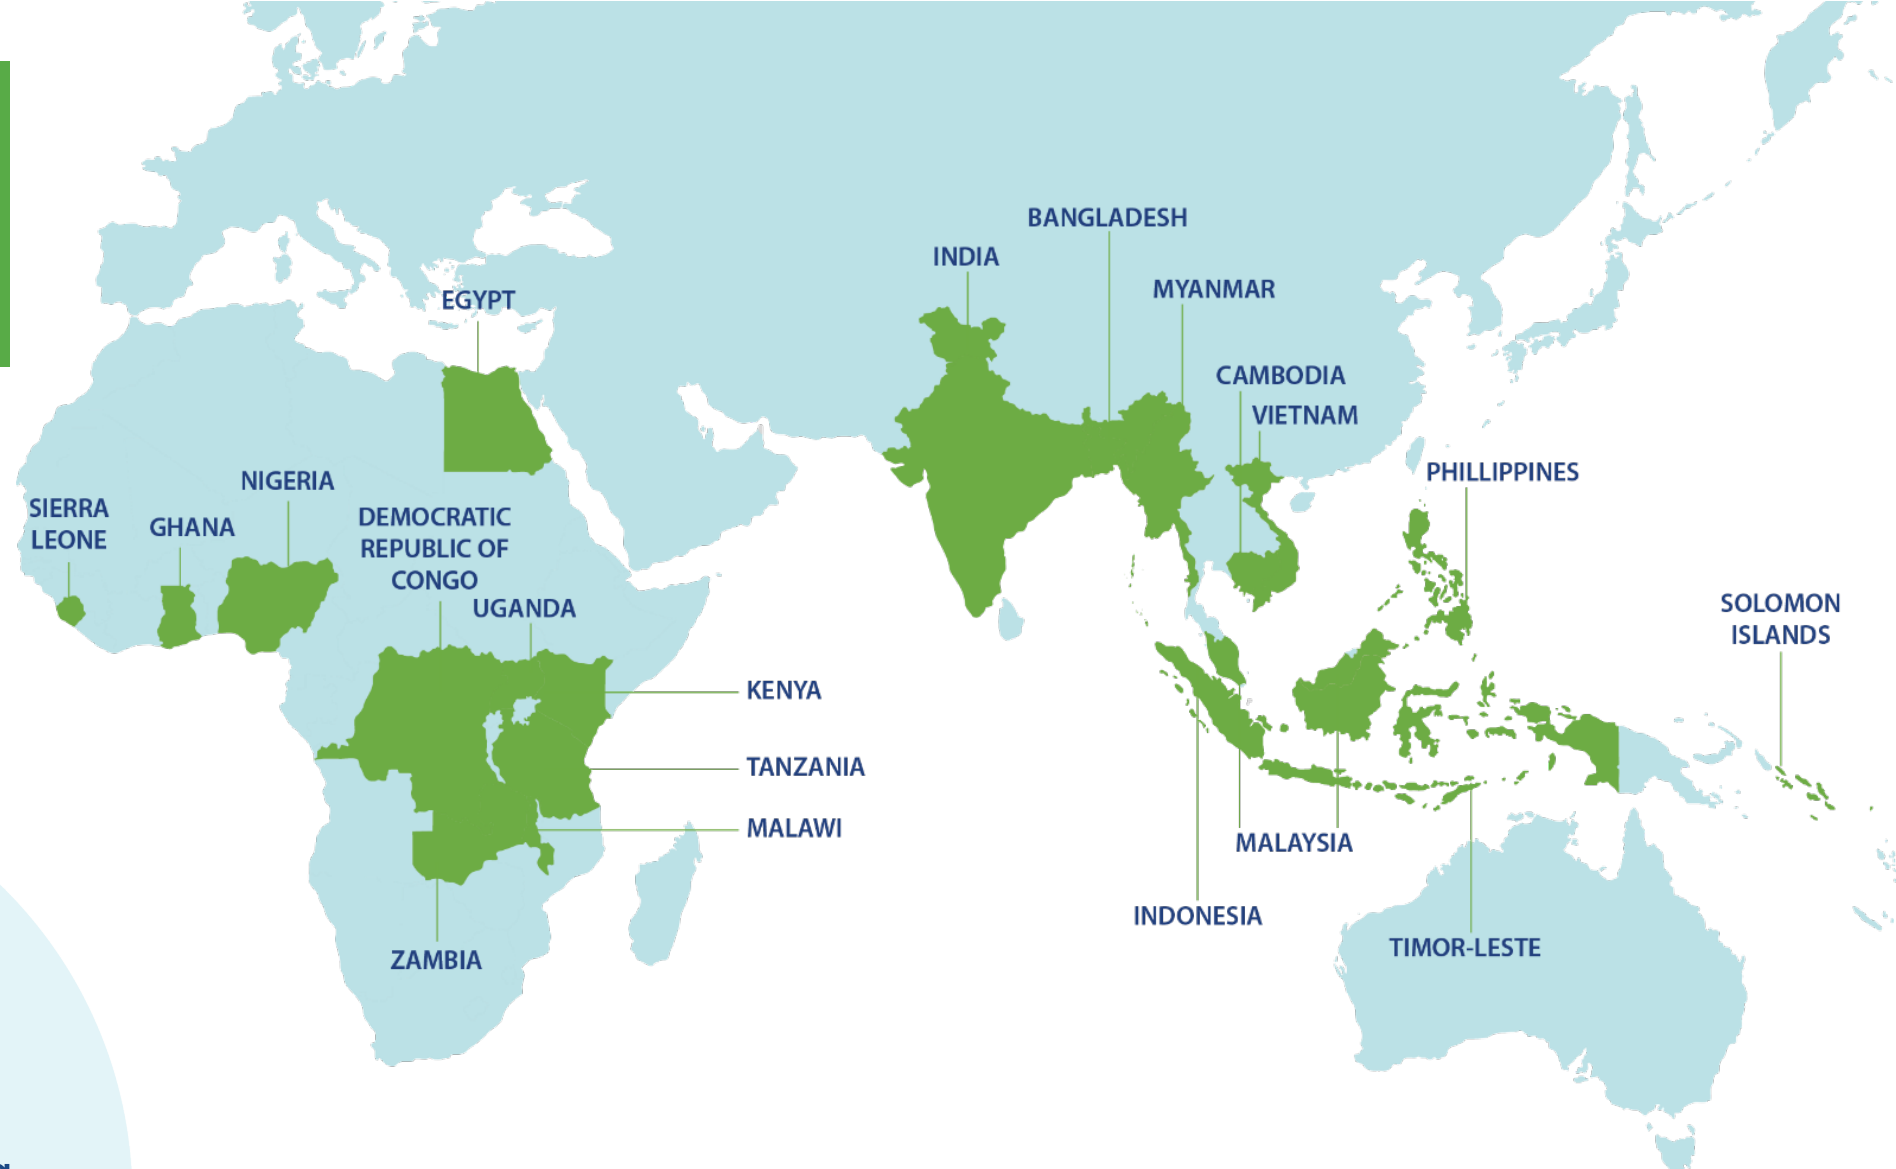 BANGLADESH
INDIA
MYANMAR
EGYPT
CAMBODIA
VIETNAM
PHILLIPPINES
NIGERIA
SIERRA
LEONE
GHANA
DEMOCRATIC
REPUBLIC OF
CONGO
UGANDA
SOLOMON
ISLANDS
KENYA
TANZANIA
MALAWI
MALAYSIA
INDONESIA
TIMOR-LESTE
ZAMBIA